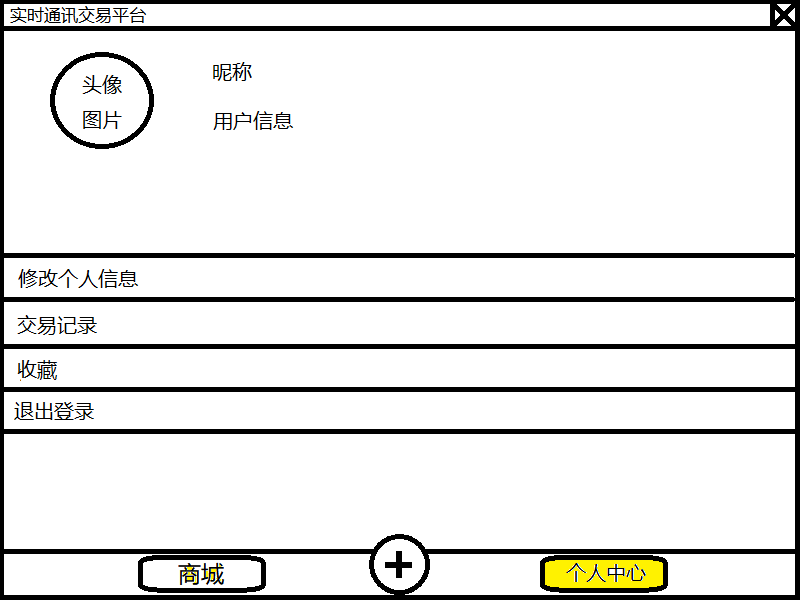 实时通讯交易平台
头像
图片
昵称
用户信息
修改个人信息
交易记录
收藏
退出登录
商城
个人中心